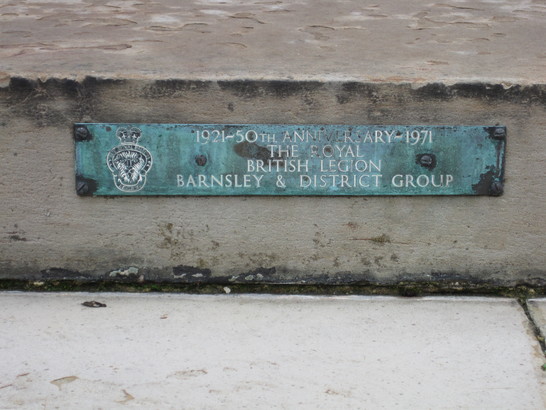 1921-50TH ANNIVERSARY-1971
THE ROYAL
BRITISH LEGION
BARNSLEY & DISTRICT GROUP